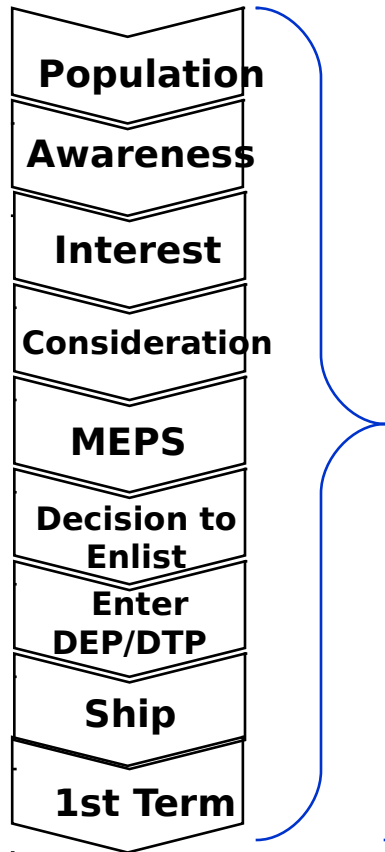 Population
Awareness
Interest
Consideration
MEPS
Decision to
Enlist
Enter
DEP/DTP
Ship
1st Term